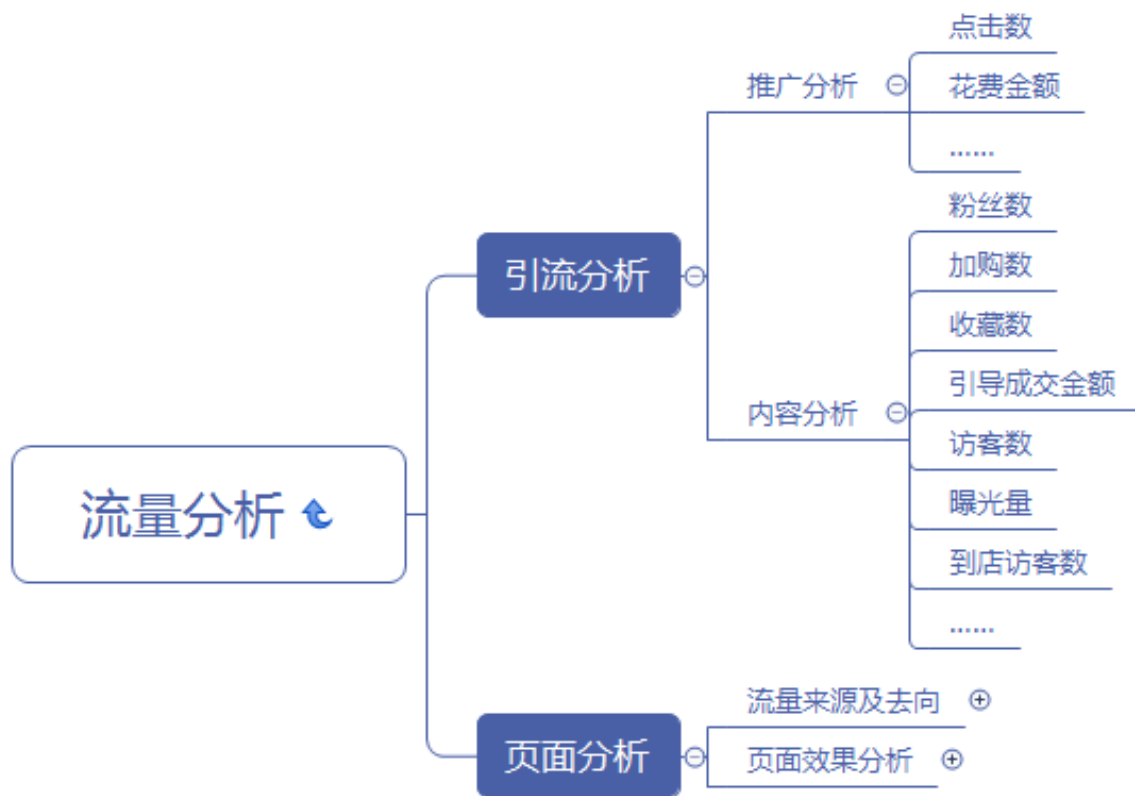 点击数
推广分析
花费金额
......
粉丝数
引流分析
加购数
收藏数
引导成交金额
内容分析
访客数
流量分析
曝光量
到店访客数
......
流量来源及去向
页面分析
页面效果分析